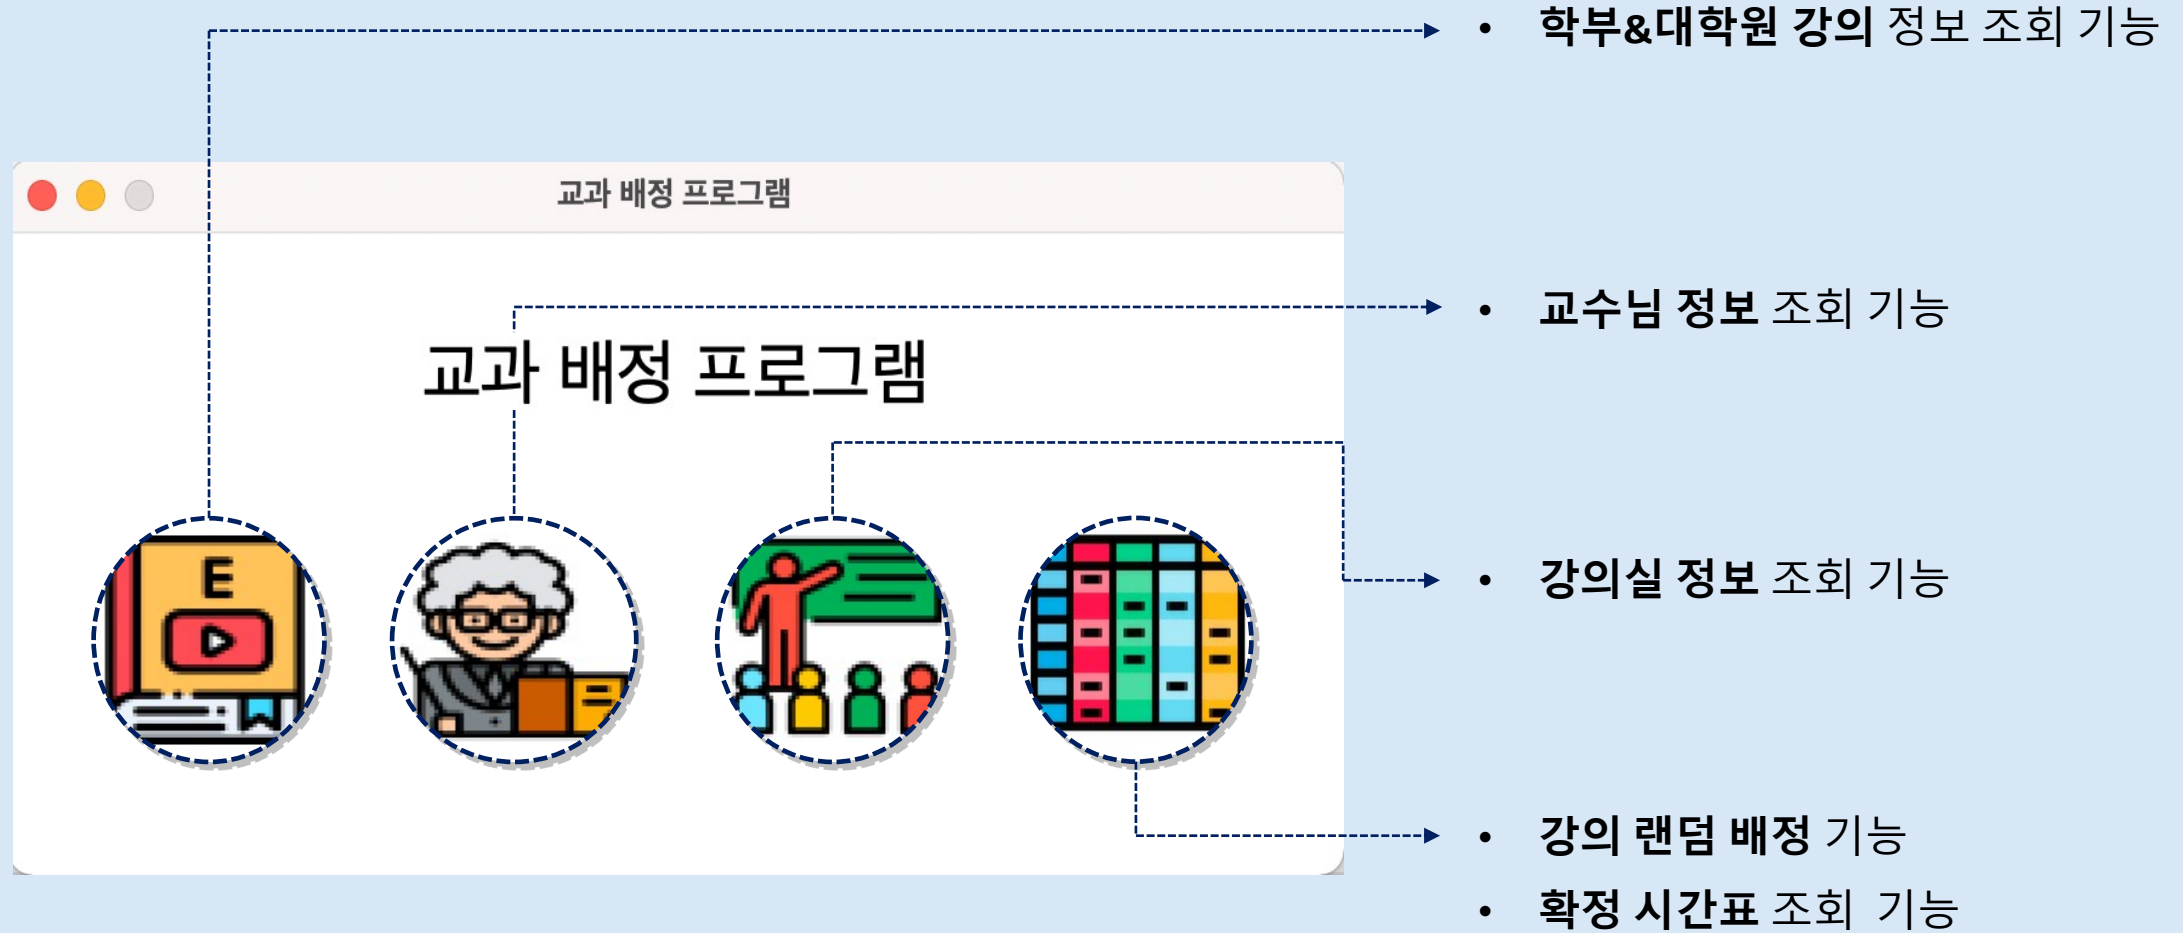 • 학부&대학원 강의 정보 조회 기능
교과 배정 프로그램
• 교수님 정보 조회 기능
교과 배정 프로그램
E
• 강의실 정보 조회 기능
• 강의 랜덤 배정 기능
• 확정 시간표 조회 기능